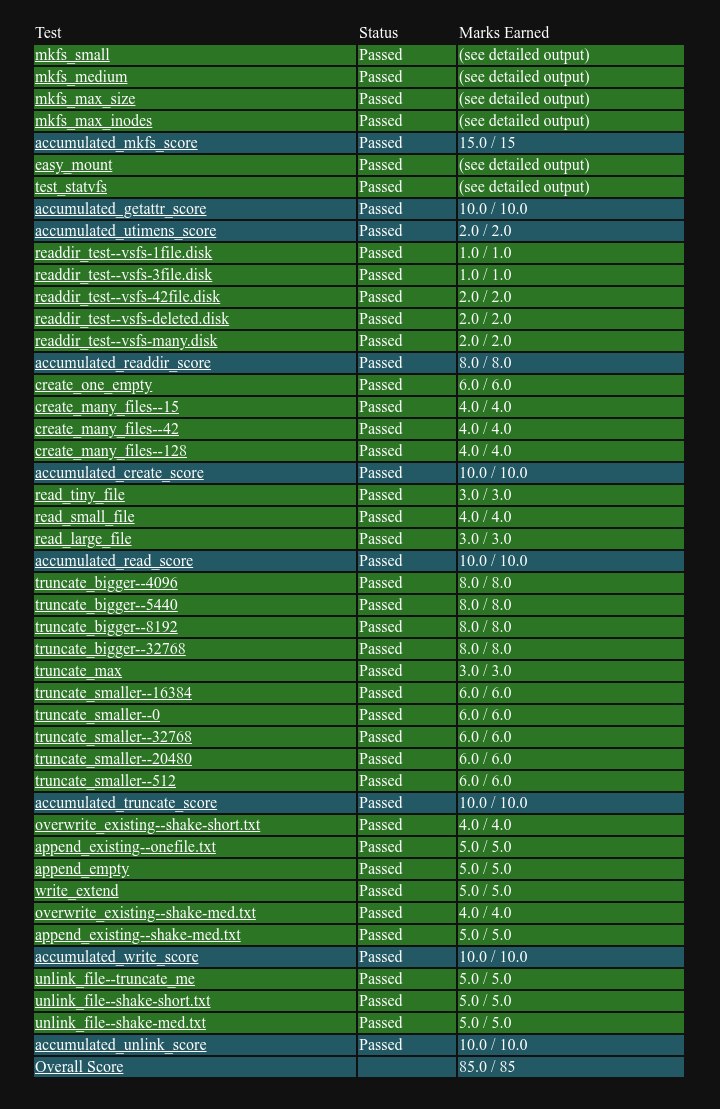 Test Status Marks Earned
mkfs_small Passed (see detailed output)
mkfs_medium Passed (see detailed output)
mkfs_max_size Passed (see detailed output)
mkfs_max_inodes Passed (see detailed output)
accumulated_mkfs_score Passed 15.0 / 15
easy_mount Passed (see detailed output)
test_statvfs Passed (see detailed output)
accumulated_getattr_score Passed 10.0 / 10.0
accumulated_utimens_score Passed 2.0 / 2.0
readdir_test--vsfs-1file.disk Passed 1.0 / 1.0
readdir_test--vsfs-3file.disk Passed 1.0 / 1.0
readdir_test--vsfs-42file.disk Passed 2.0 / 2.0
readdir_test--vsfs-deleted.disk Passed 2.0 / 2.0
readdir_test--vsfs-many.disk Passed 2.0 / 2.0
accumulated_readdir_score Passed 8.0 / 8.0
create_one_empty Passed 6.0 / 6.0
create_many_files--15 Passed 4.0 / 4.0
create_many_files--42 Passed 4.0 / 4.0
create_many_files--128 Passed 4.0 / 4.0
accumulated_create_score Passed 10.0 / 10.0
read_tiny_file Passed 3.0 / 3.0
read_small_file Passed 4.0 / 4.0
read_large_file Passed 3.0 / 3.0
accumulated_read_score Passed 10.0 / 10.0
truncate_bigger--4096 Passed 8.0 / 8.0
truncate_bigger--5440 Passed 8.0 / 8.0
truncate_bigger--8192 Passed 8.0 / 8.0
truncate_bigger--32768 Passed 8.0 / 8.0
truncate_max Passed 3.0 / 3.0
truncate_smaller--16384 Passed 6.0 / 6.0
truncate_smaller--0 Passed 6.0 / 6.0
truncate_smaller--32768 Passed 6.0 / 6.0
truncate_smaller--20480 Passed 6.0 / 6.0
truncate_smaller--512 Passed 6.0 / 6.0
accumulated_truncate_score Passed 10.0 / 10.0
overwrite_existing--shake-short.txt Passed 4.0 / 4.0
append_existing--onefile.txt Passed 5.0 / 5.0
append_empty Passed 5.0 / 5.0
write_extend Passed 5.0 / 5.0
overwrite_existing--shake-med.txt Passed 4.0 / 4.0
append_existing--shake-med.txt Passed 5.0 / 5.0
accumulated_write_score Passed 10.0 / 10.0
unlink_file--truncate_me Passed 5.0 / 5.0
unlink_file--shake-short.txt Passed 5.0 / 5.0
unlink_file--shake-med.txt Passed 5.0 / 5.0
accumulated_unlink_score Passed 10.0 / 10.0
Overall Score 85.0 / 85